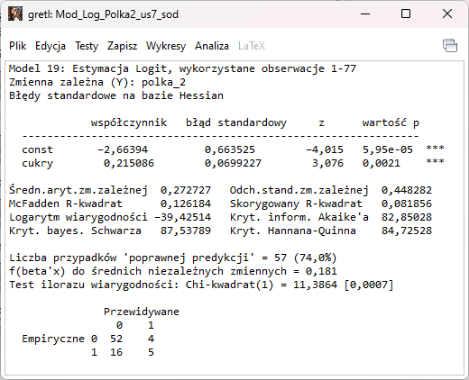 gretl: Mod_Log_Polka2_us7_sod
Plik Edycja Testy Zapisz Wykresy Analiza LaTeX
Model 19: Estymacja Logit, wykorzystane obserwacje 1-77
Zmienna zależna (Y): polka_2
Błędy standardowe na bazie Hessian
współczynnik błąd standardowy z wartość p
----------------------------------------------------------
const −2,66394 0,663525 −4,015 5,95e-05 ***
cukry 0,215086 0,0699227 3,076 0,0021 ***
Średn.aryt.zm.zależnej 0,272727 Odch.stand.zm.zależnej 0,448282
McFadden R-kwadrat 0,126184 Skorygowany R-kwadrat 0,081856
Logarytm wiarygodności −39,42514 Kryt. inform. Akaike'a 82,85028
Kryt. bayes. Schwarza 87,53789 Kryt. Hannana-Quinna 84,72528
Liczba przypadków 'poprawnej predykcji' = 57 (74,0%)
f(beta'x) do średnich niezależnych zmiennych = 0,181
Test ilorazu wiarygodności: Chi-kwadrat(1) = 11,3864 [0,0007]
Przewidywane
0 1
Empiryczne 0 52 4
1 16 5